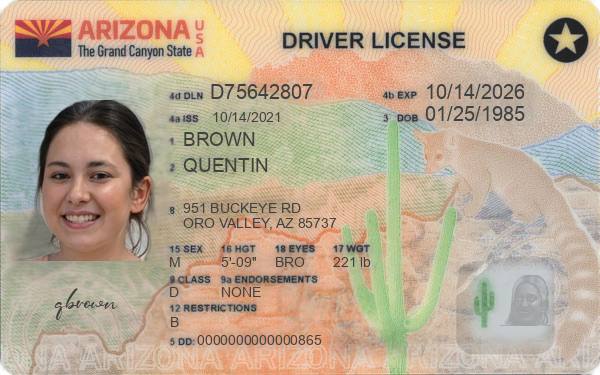 ARIZONA USA
The Grand Canyon State
DRIVER LICENSE
4d DLN D75642807
4b EXP 10/14/2026
4a ISS 10/14/2021
3 DOB 01/25/1985
1 BROWN
2 QUENTIN
8 951 BUCKEYE RD
ORO VALLEY, AZ 85737
15 SEX 16 HGT 18 EYES 17 WGT
M 5'-09" BRO 221 lb
9 CLASS 9a ENDORSEMENTS
D NONE
12 RESTRICTIONS
B
5 DD: 0000000000000865
qbrown
ARIZONA ARIZONA ARIZONA ARIZONA